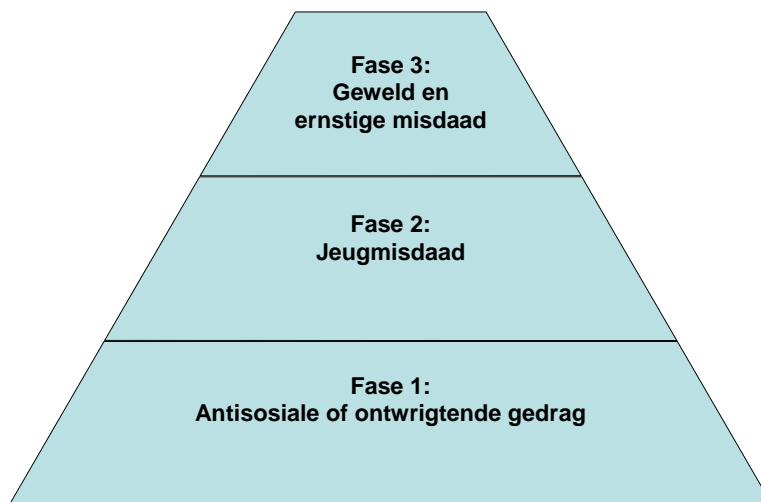 Fase 3:
Geweld en
ernstige misdaad
Fase 2:
Jeugmisdaad
Fase 1:
Antisosiale of ontwrigtende gedrag